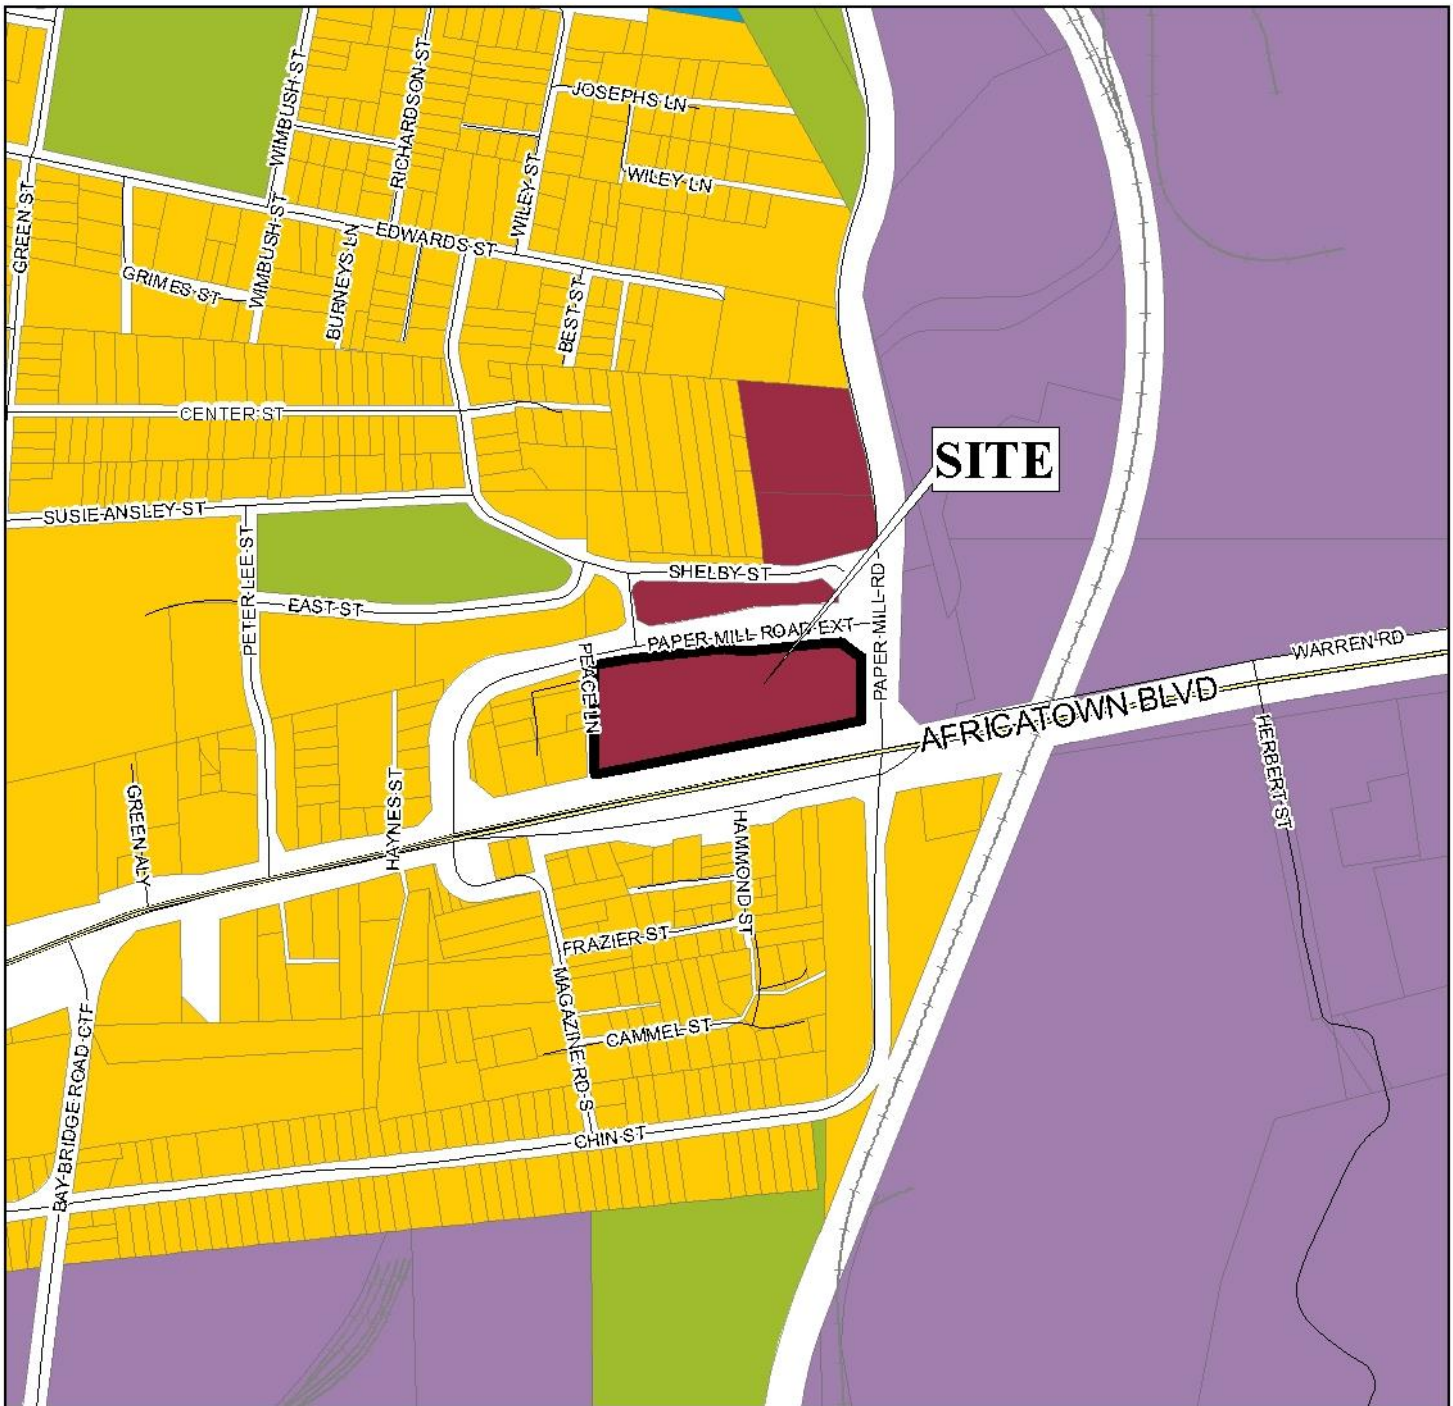 WIMBUSH ST
RICHARDSON ST
JOSEPHS LN
WILEY LN
WILEY ST
GREEN ST
EDWARDS ST
WIMBUSH ST
BURNEYS LN
GRIMES ST
BEST ST
CENTER ST
SITE
SUSIE ANSLEY ST
PETER LEE ST
SHELBY ST
EAST ST
PAPER MILL RD
PAPER MILL ROAD EXT
PEACE LN
WARREN RD
AFRICATOWN BLVD
HERBERT ST
GREEN ALY
HAYNES ST
HAMMOND ST
FRAZIER ST
MAGAZINE RD S
CAMMEL ST
BAY BRIDGE ROAD CTF
CHIN ST